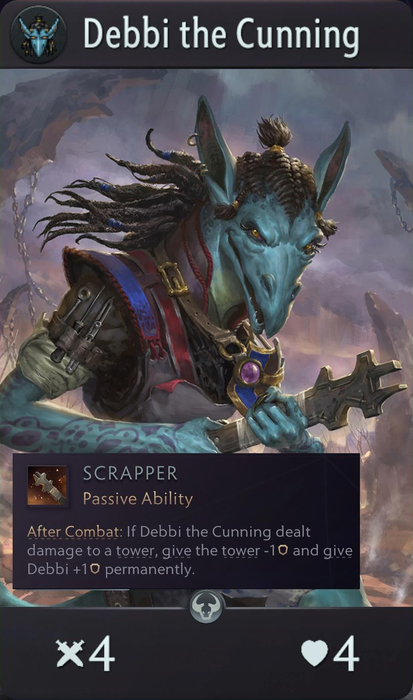 Debbi the Cunning
SCRAPPER
Passive Ability
After Combat: If Debbi the Cunning dealt
damage to a tower, give the tower -1 and give
Debbi +1 permanently.
4 4